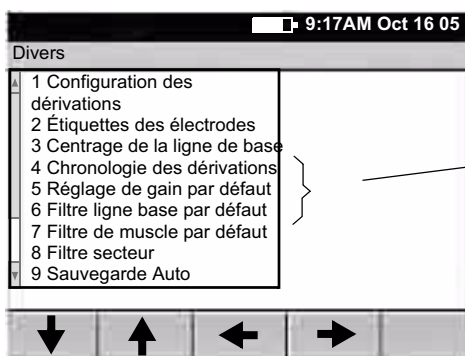 9:17AM Oct 16 05
Divers
1 Configuration des
dérivations
2 Étiquettes des électrodes
3 Centrage de la ligne de base
4 Chronologie des dérivations
5 Réglage de gain par défaut
6 Filtre ligne base par défaut
7 Filtre de muscle par défaut
8 Filtre secteur
9 Sauvegarde Auto